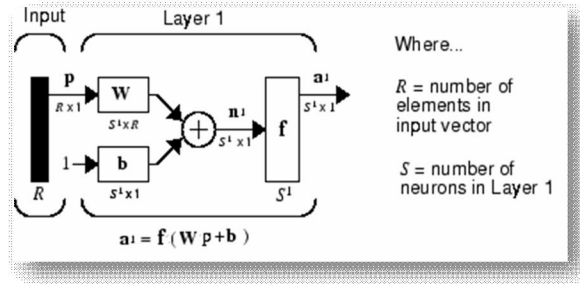 Input
Layer 1
p
R x 1
W
S¹ x R
1
b
S¹ x 1
+
n¹
S¹ x 1
f
a¹
S¹ x 1
R
S¹
a¹ = f (W p+b )
Where...
R = number of
elements in
input vector
S = number of
neurons in Layer 1